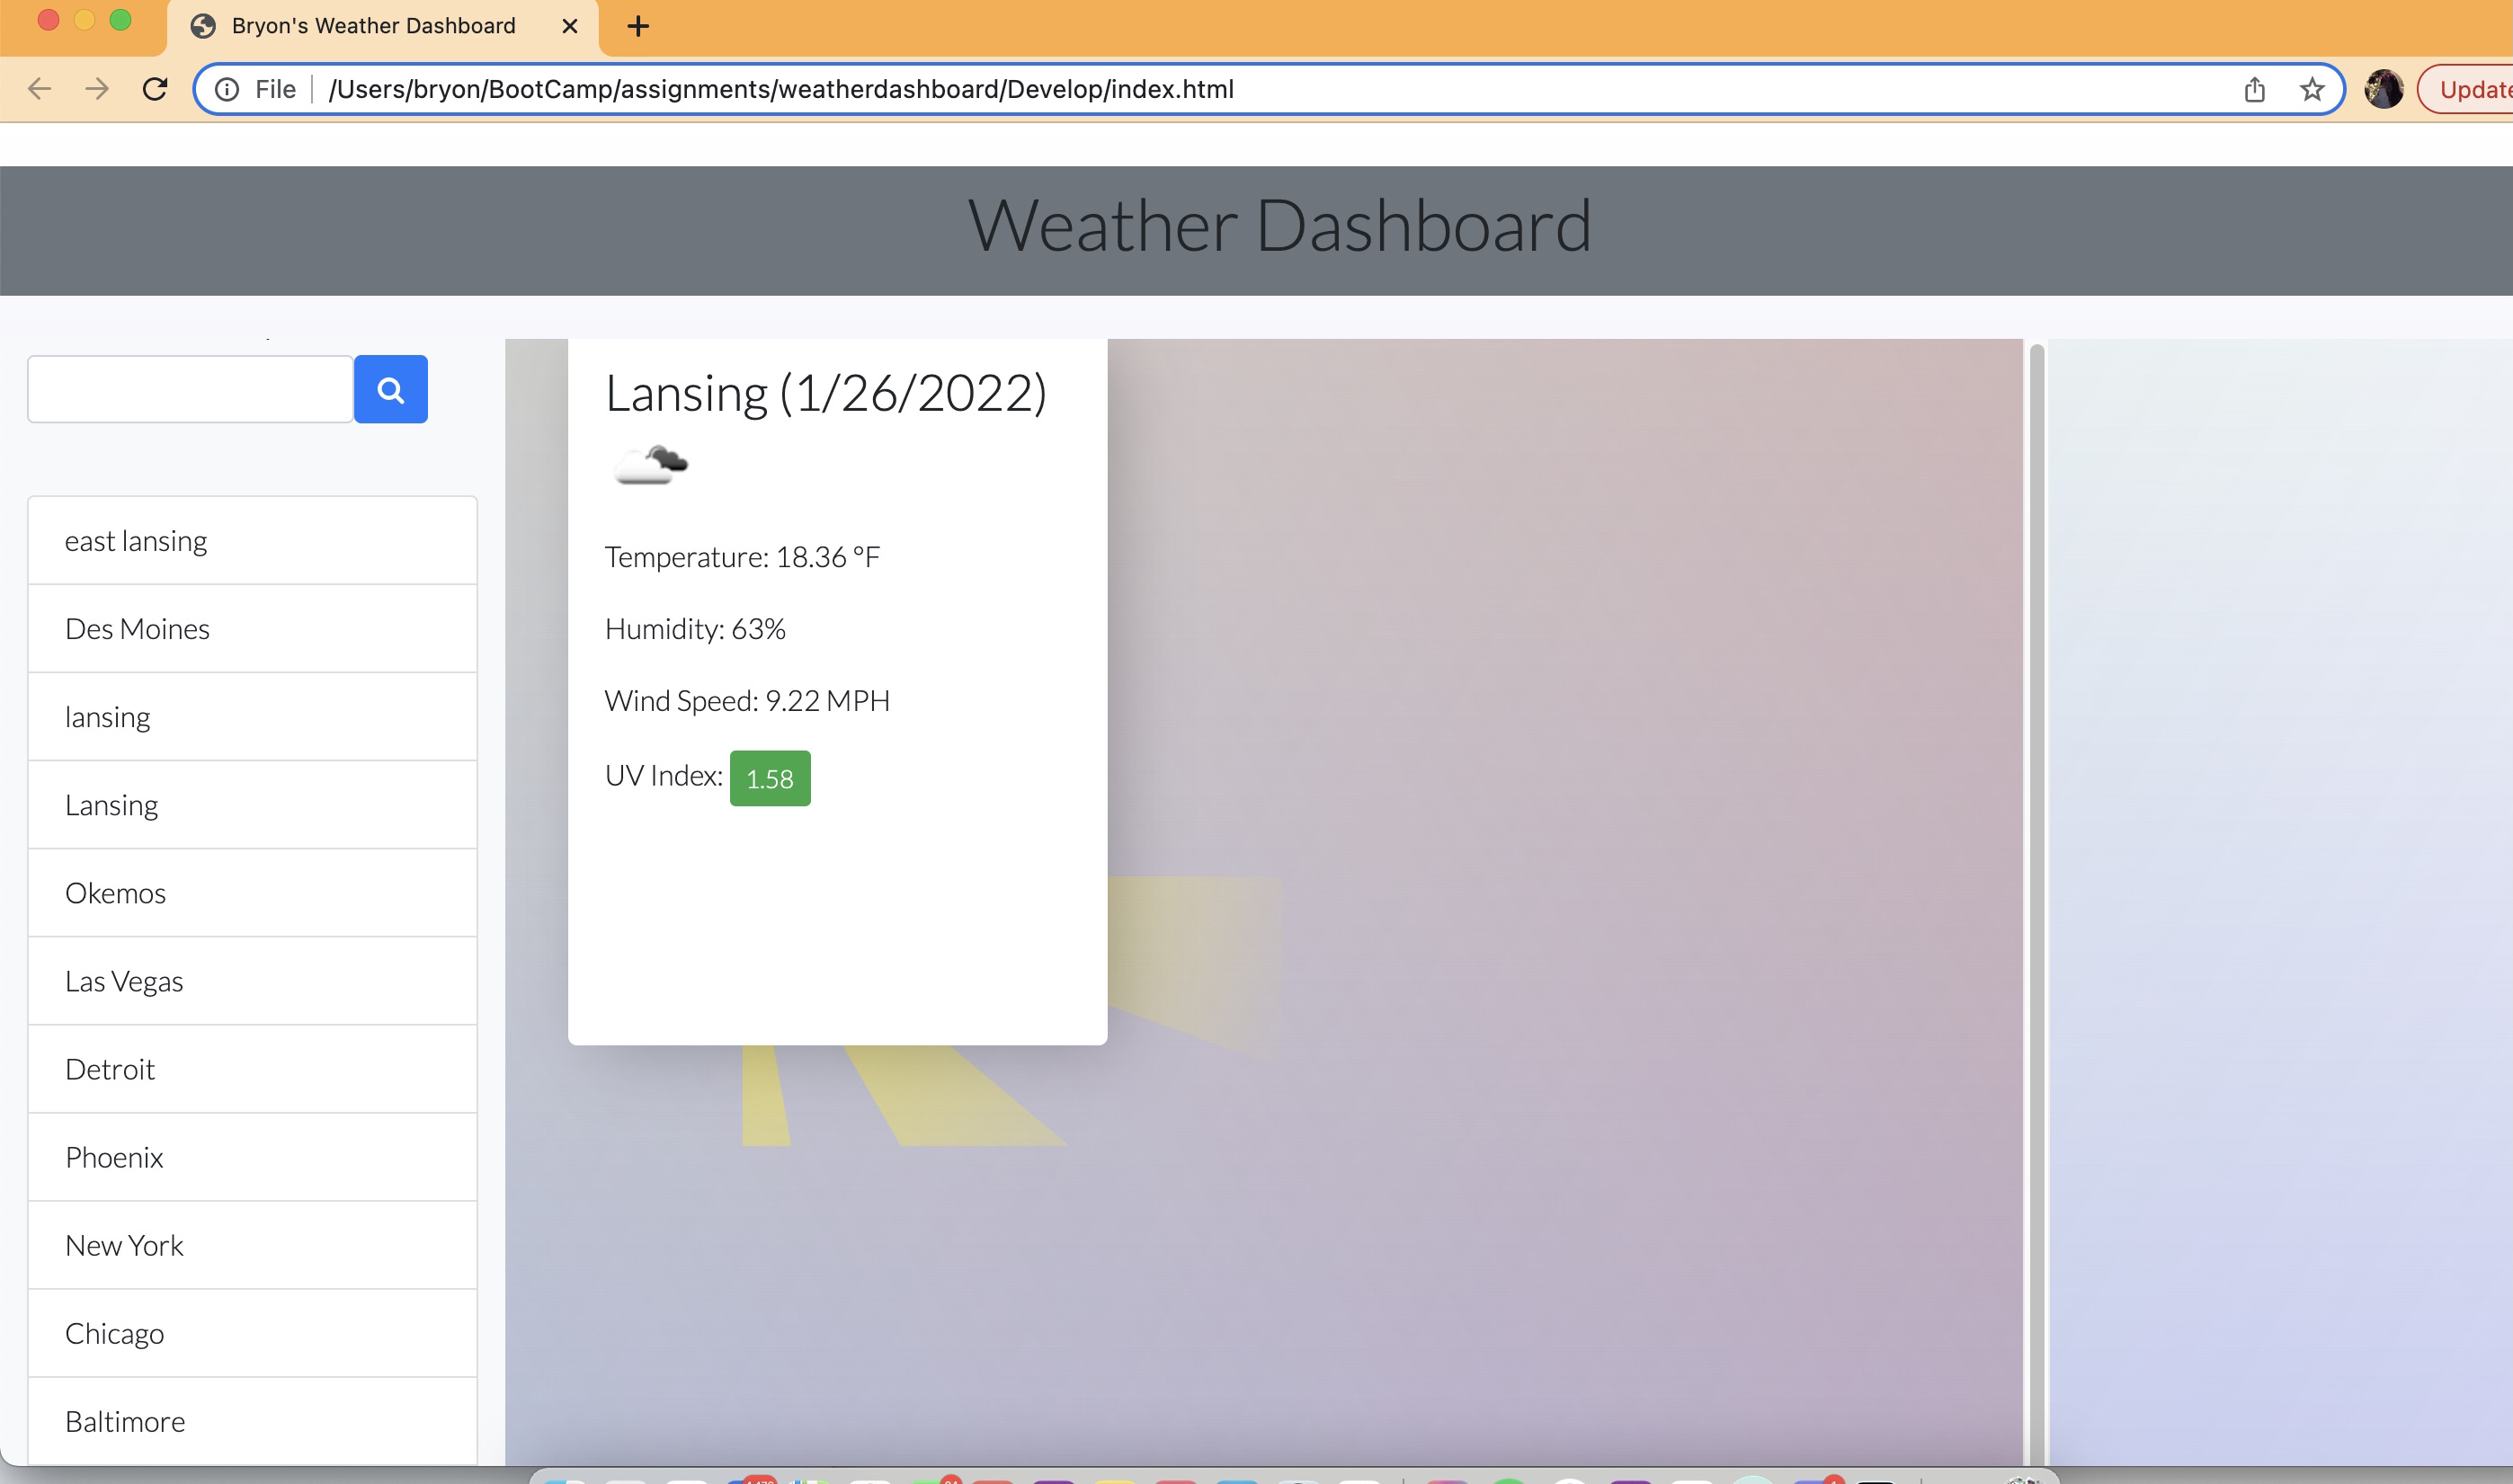 Bryon's Weather Dashboard
File /Users/bryon/BootCamp/assignments/weatherdashboard/Develop/index.html
Update
Weather Dashboard
Lansing (1/26/2022)
Temperature: 18.36 °F
Humidity: 63%
Wind Speed: 9.22 MPH
UV Index: 1.58
east lansing
Des Moines
lansing
Lansing
Okemos
Las Vegas
Detroit
Phoenix
New York
Chicago
Baltimore